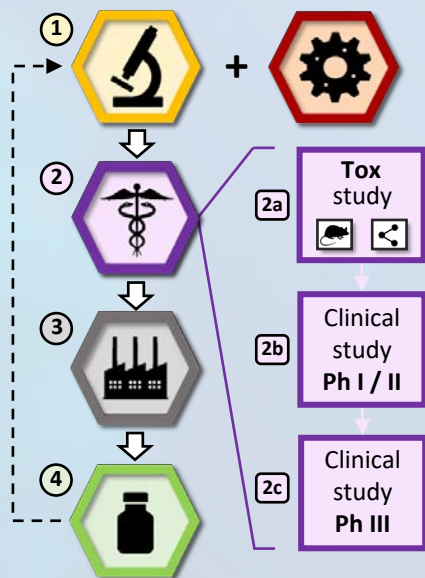 1
+
2
2a
Tox
study
2b
Clinical
study
Ph I / II
3
2c
Clinical
study
Ph III
4